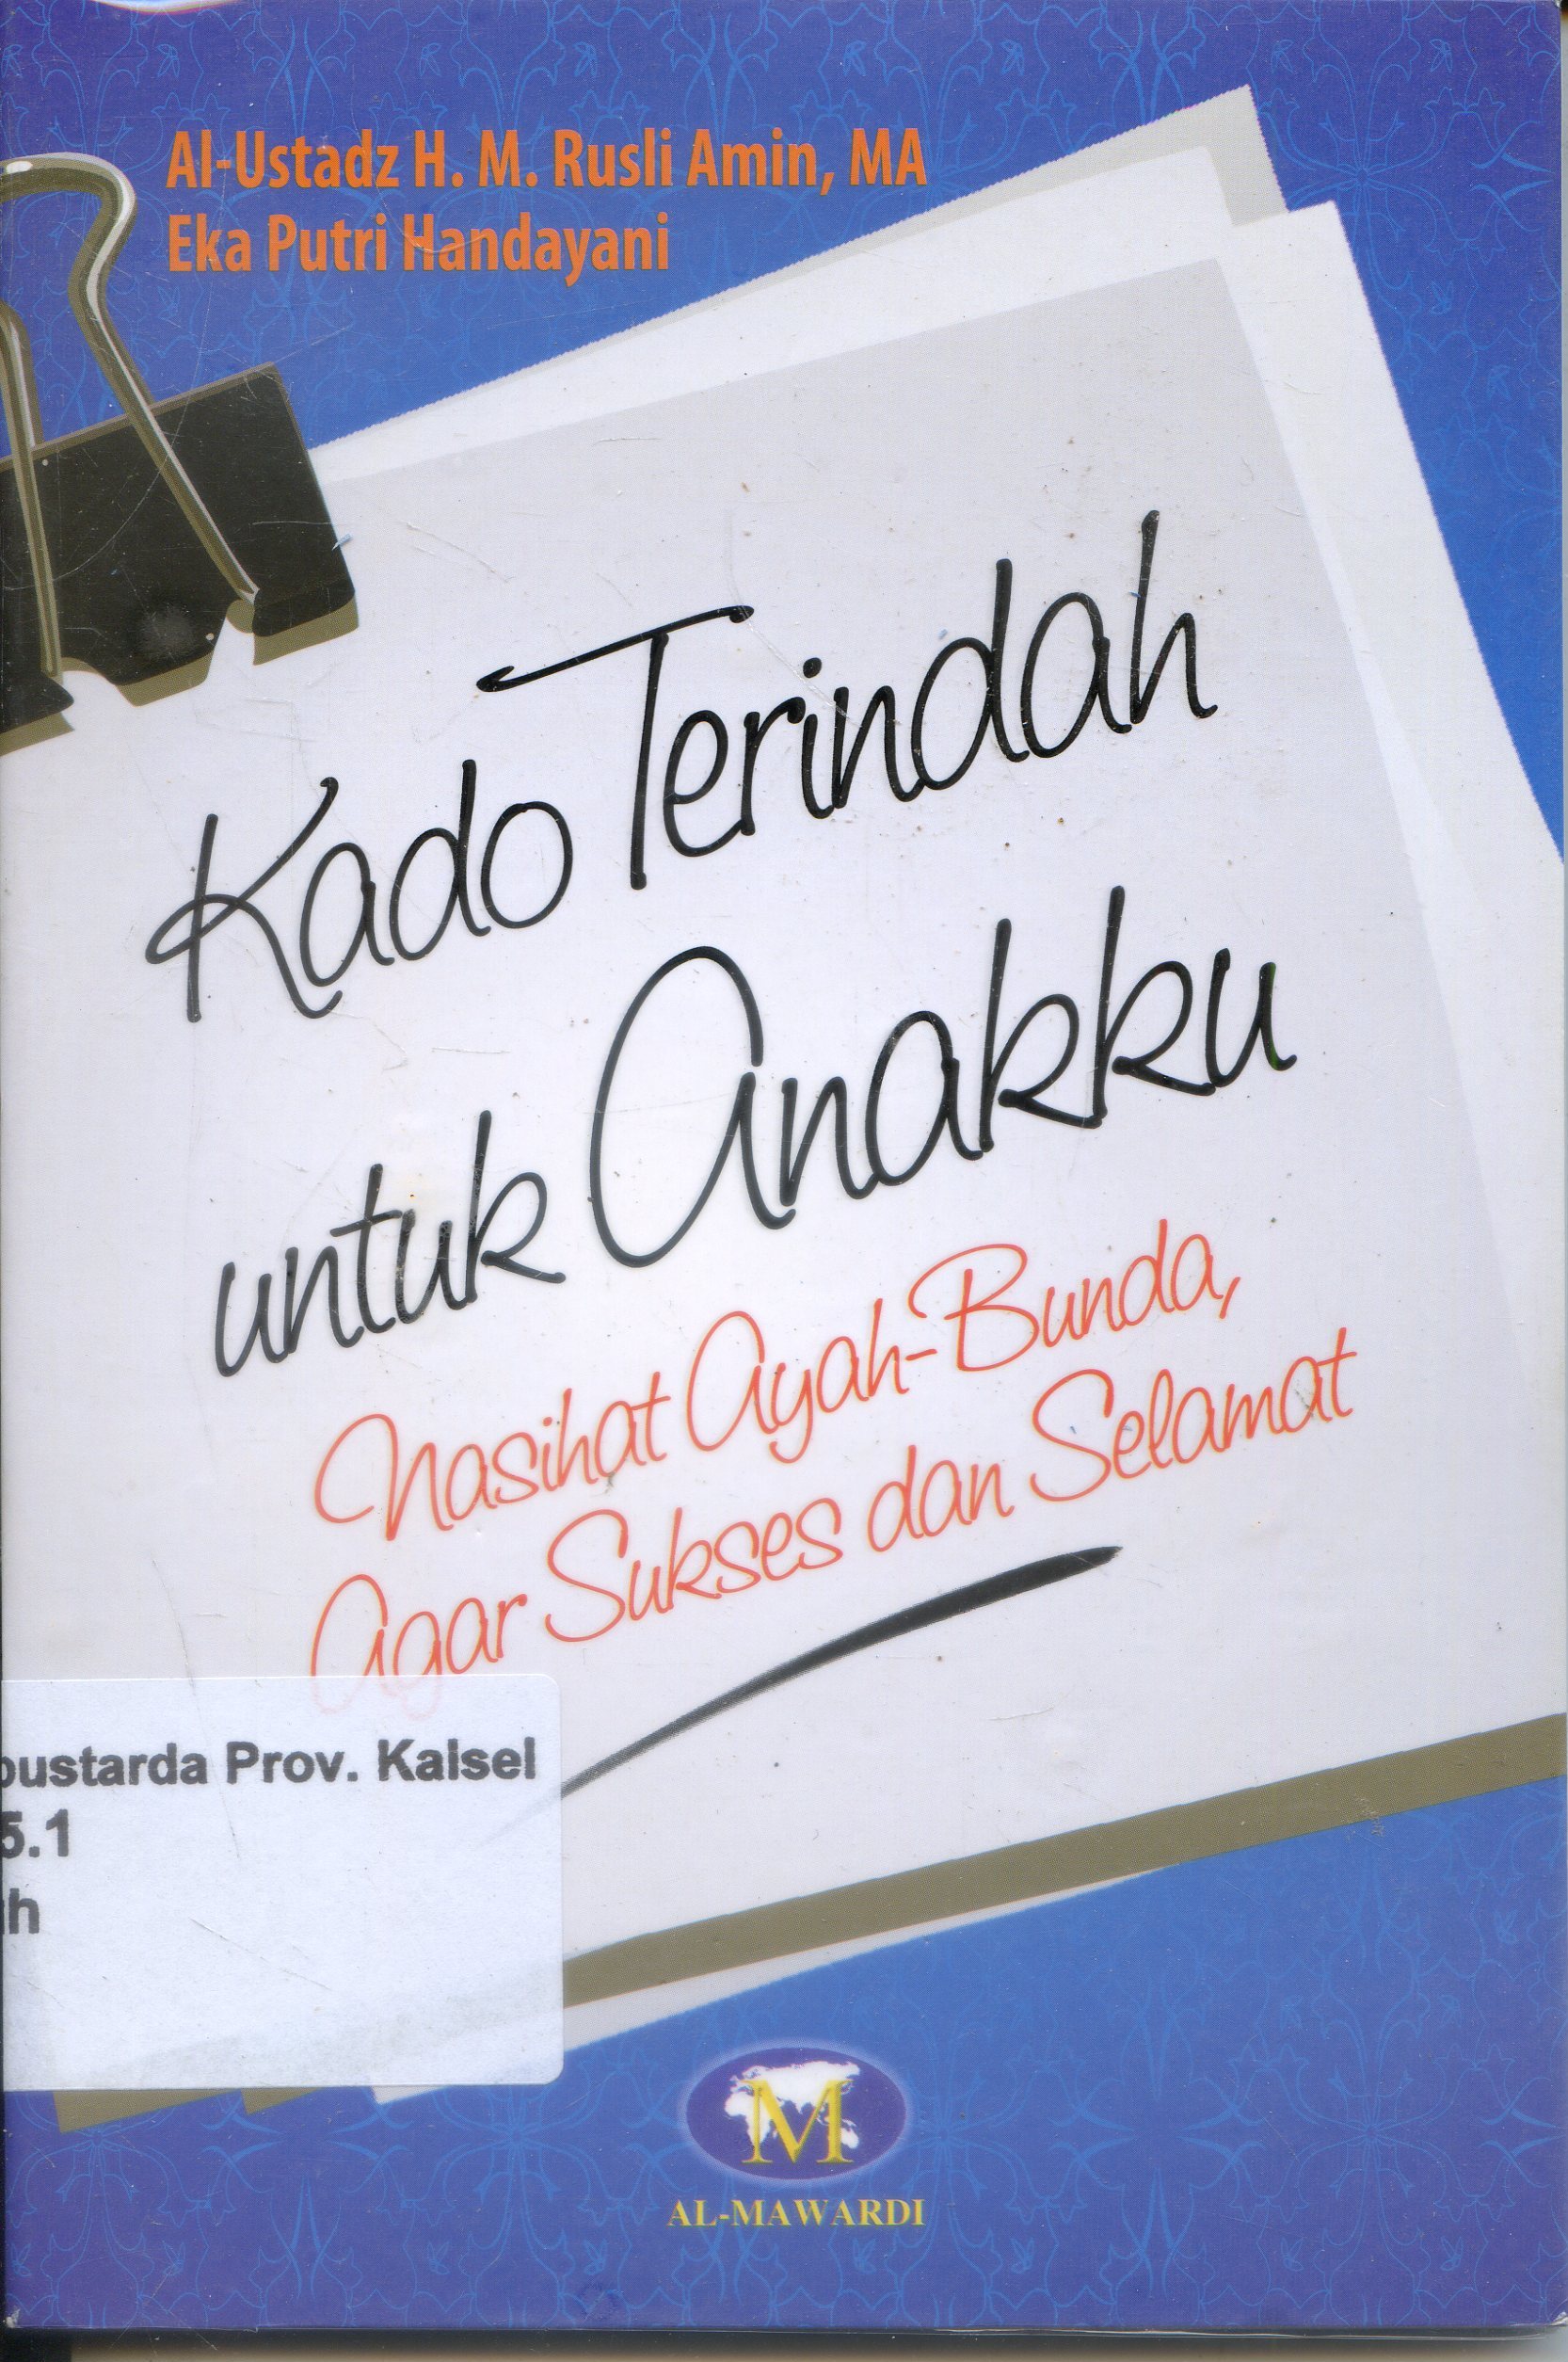 Al-Ustadz H. M. Rusli Amin, MA
Eka Putri Handayani
Kado Terindah
untuk Anakku
Nasihat Ayah-Bunda,
Agar Sukses dan Selamat
pustarda Prov. Kalsel
5.1
M
AL-MAWARDI